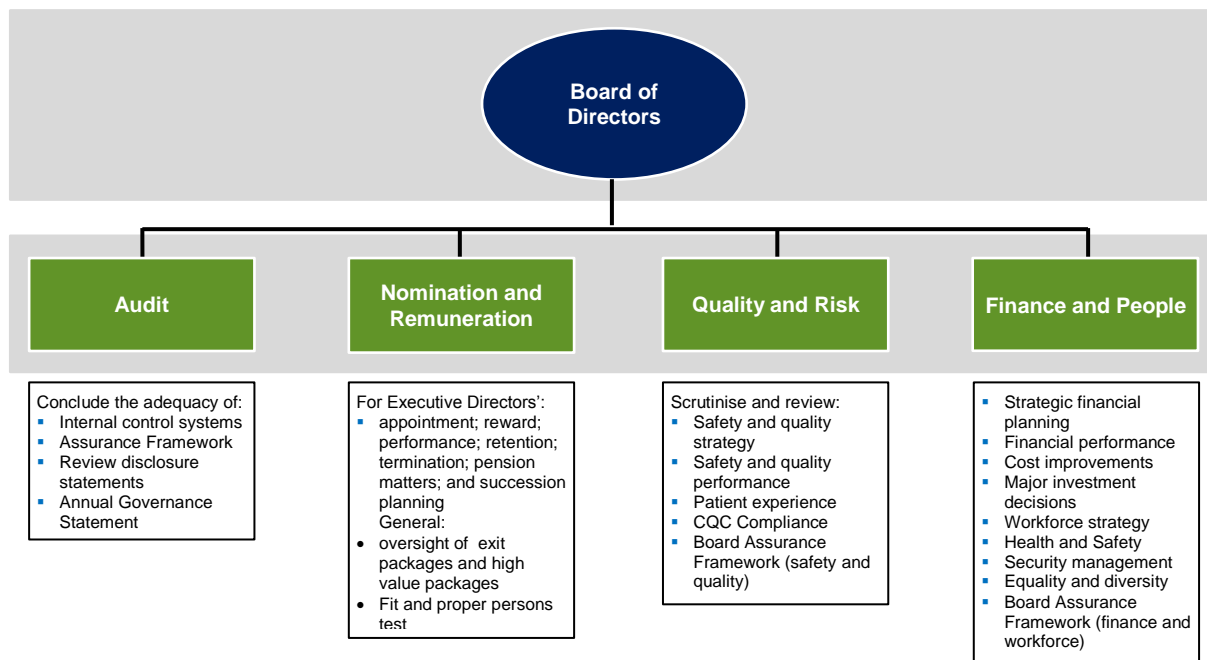 Board of
Directors
Audit
Nomination and
Remuneration
Quality and Risk
Finance and People
Conclude the adequacy of:
▪ Internal control systems
▪ Assurance Framework
▪ Review disclosure
statements
▪ Annual Governance
Statement
For Executive Directors’:
▪ appointment; reward;
performance; retention;
termination; pension
matters; and succession
planning
General:
• oversight of exit
packages and high
value packages
• Fit and proper persons
test
Scrutinise and review:
▪ Safety and quality
strategy
▪ Safety and quality
performance
▪ Patient experience
▪ CQC Compliance
▪ Board Assurance
Framework (safety and
quality)
▪ Strategic financial
planning
▪ Financial performance
▪ Cost improvements
▪ Major investment
decisions
▪ Workforce strategy
▪ Health and Safety
▪ Security management
▪ Equality and diversity
▪ Board Assurance
Framework (finance and
workforce)